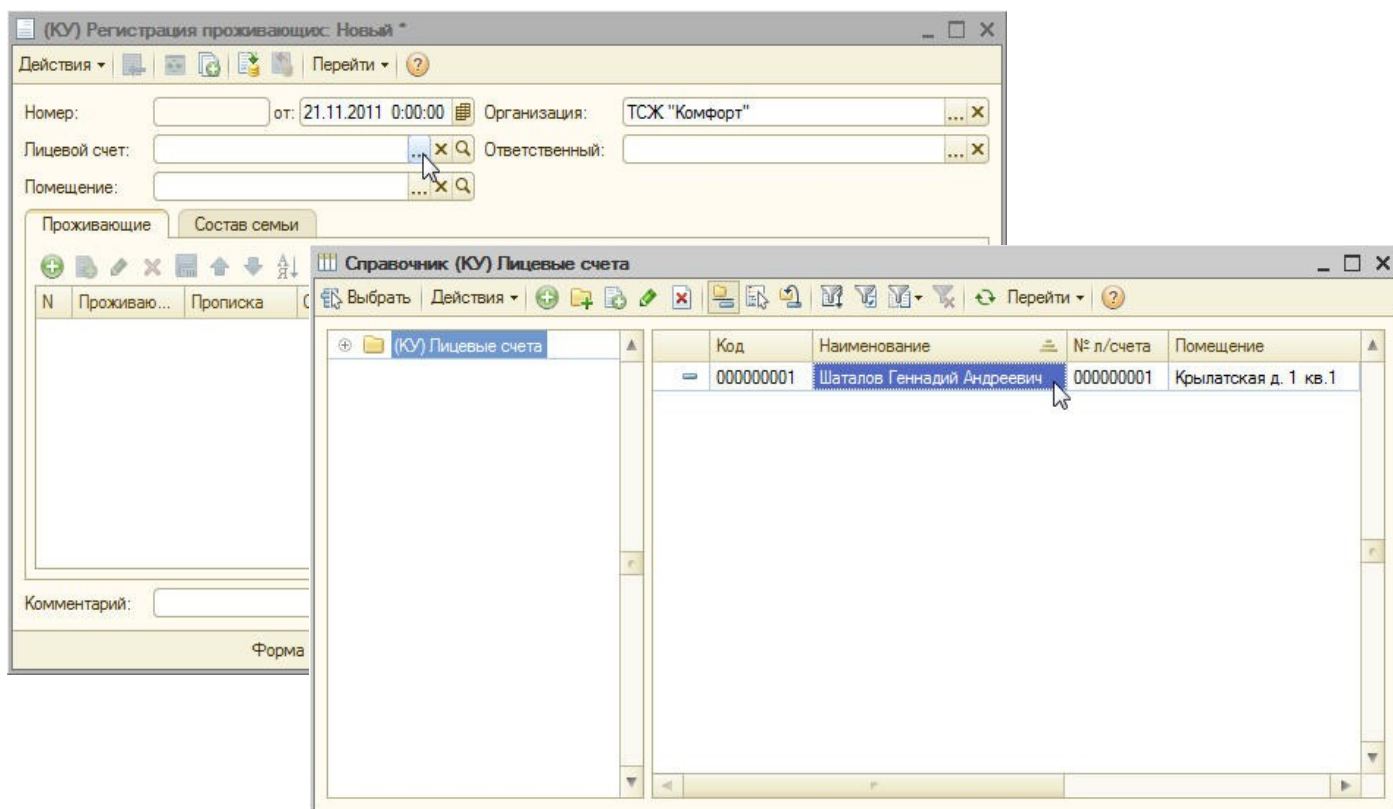 (КУ) Регистрация проживающих: Новый *
Действия Перейти
Номер: от: 21.11.2011 0:00:00 Организация: ТСЖ "Комфорт" ...
Лицевой счет: ... Ответственный: ...
Помещение: ...
Проживающие Состав семьи
N Проживаю... Прописка
Комментарий:
Форма
Справочник (КУ) Лицевые счета
Выбрать Действия Перейти
(КУ) Лицевые счета
Код Наименование № л/счета Помещение
000000001 Шаталов Геннадий Андреевич 000000001 Крылатская д. 1 кв.1